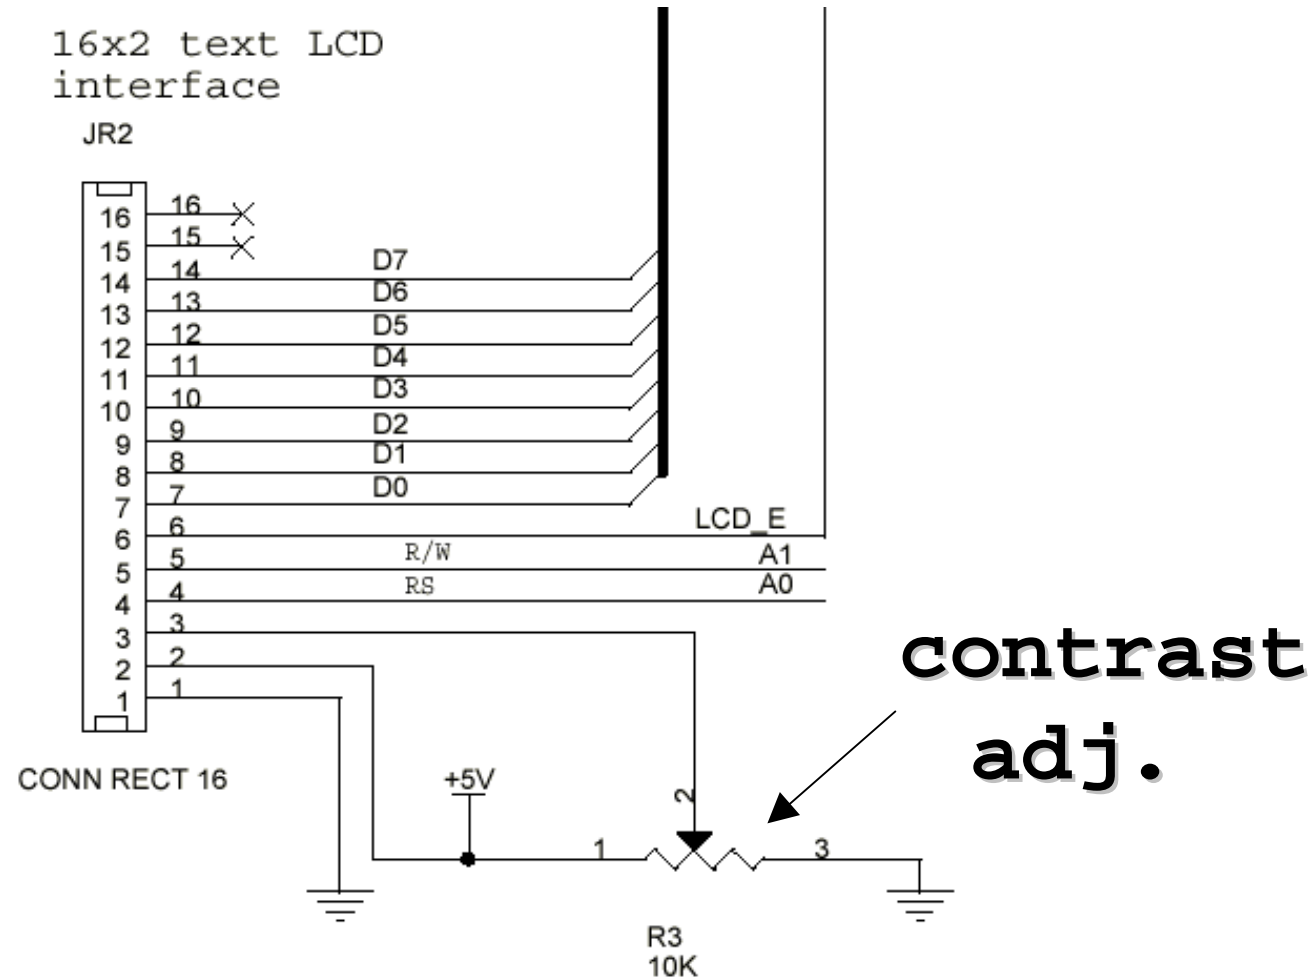 16x2 text LCD
interface
JR2
16 16
15 15
D7
14 14
D6
13 13
D5
12 12
D4
11 11
D3
10 10
D2
9 9
D1
8 8
D0
7 7
LCD_E
6 6
R/W A1
5 5
RS A0
4 4
3 3
2 2
1 1
contrast
adj.
CONN RECT 16
+5V
2
1 3
R3
10K